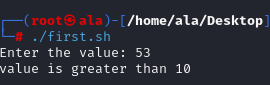 ┌──(root㉿ala)-[/home/ala/Desktop]
└─# ./first.sh
Enter the value: 53
value is greater than 10